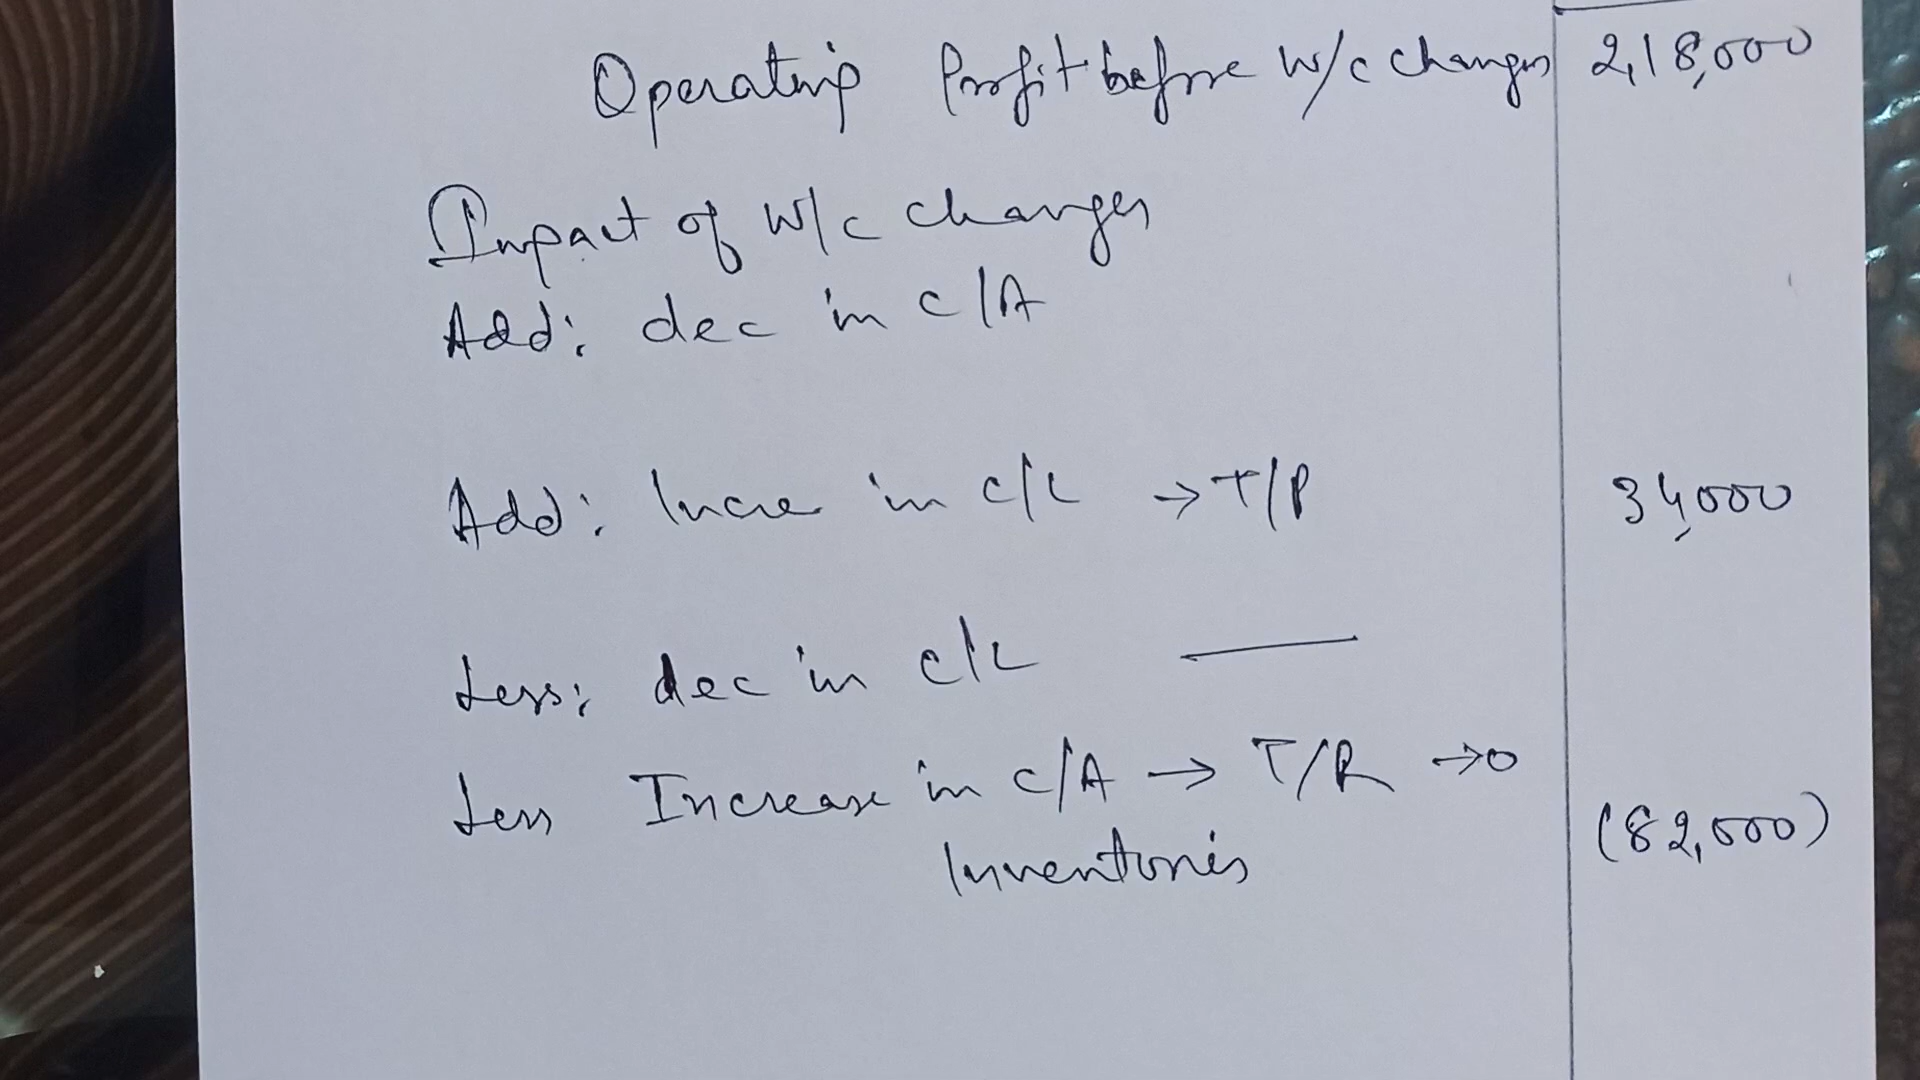 Operating Profit before W/c changes 2,18,000
Impact of W/c changes
Add: dec in C/A
Add: Incre in C/L → T/P 34,000
Less: dec in C/L —
Less Increase in C/A → T/R → 0
Inventories (82,000)